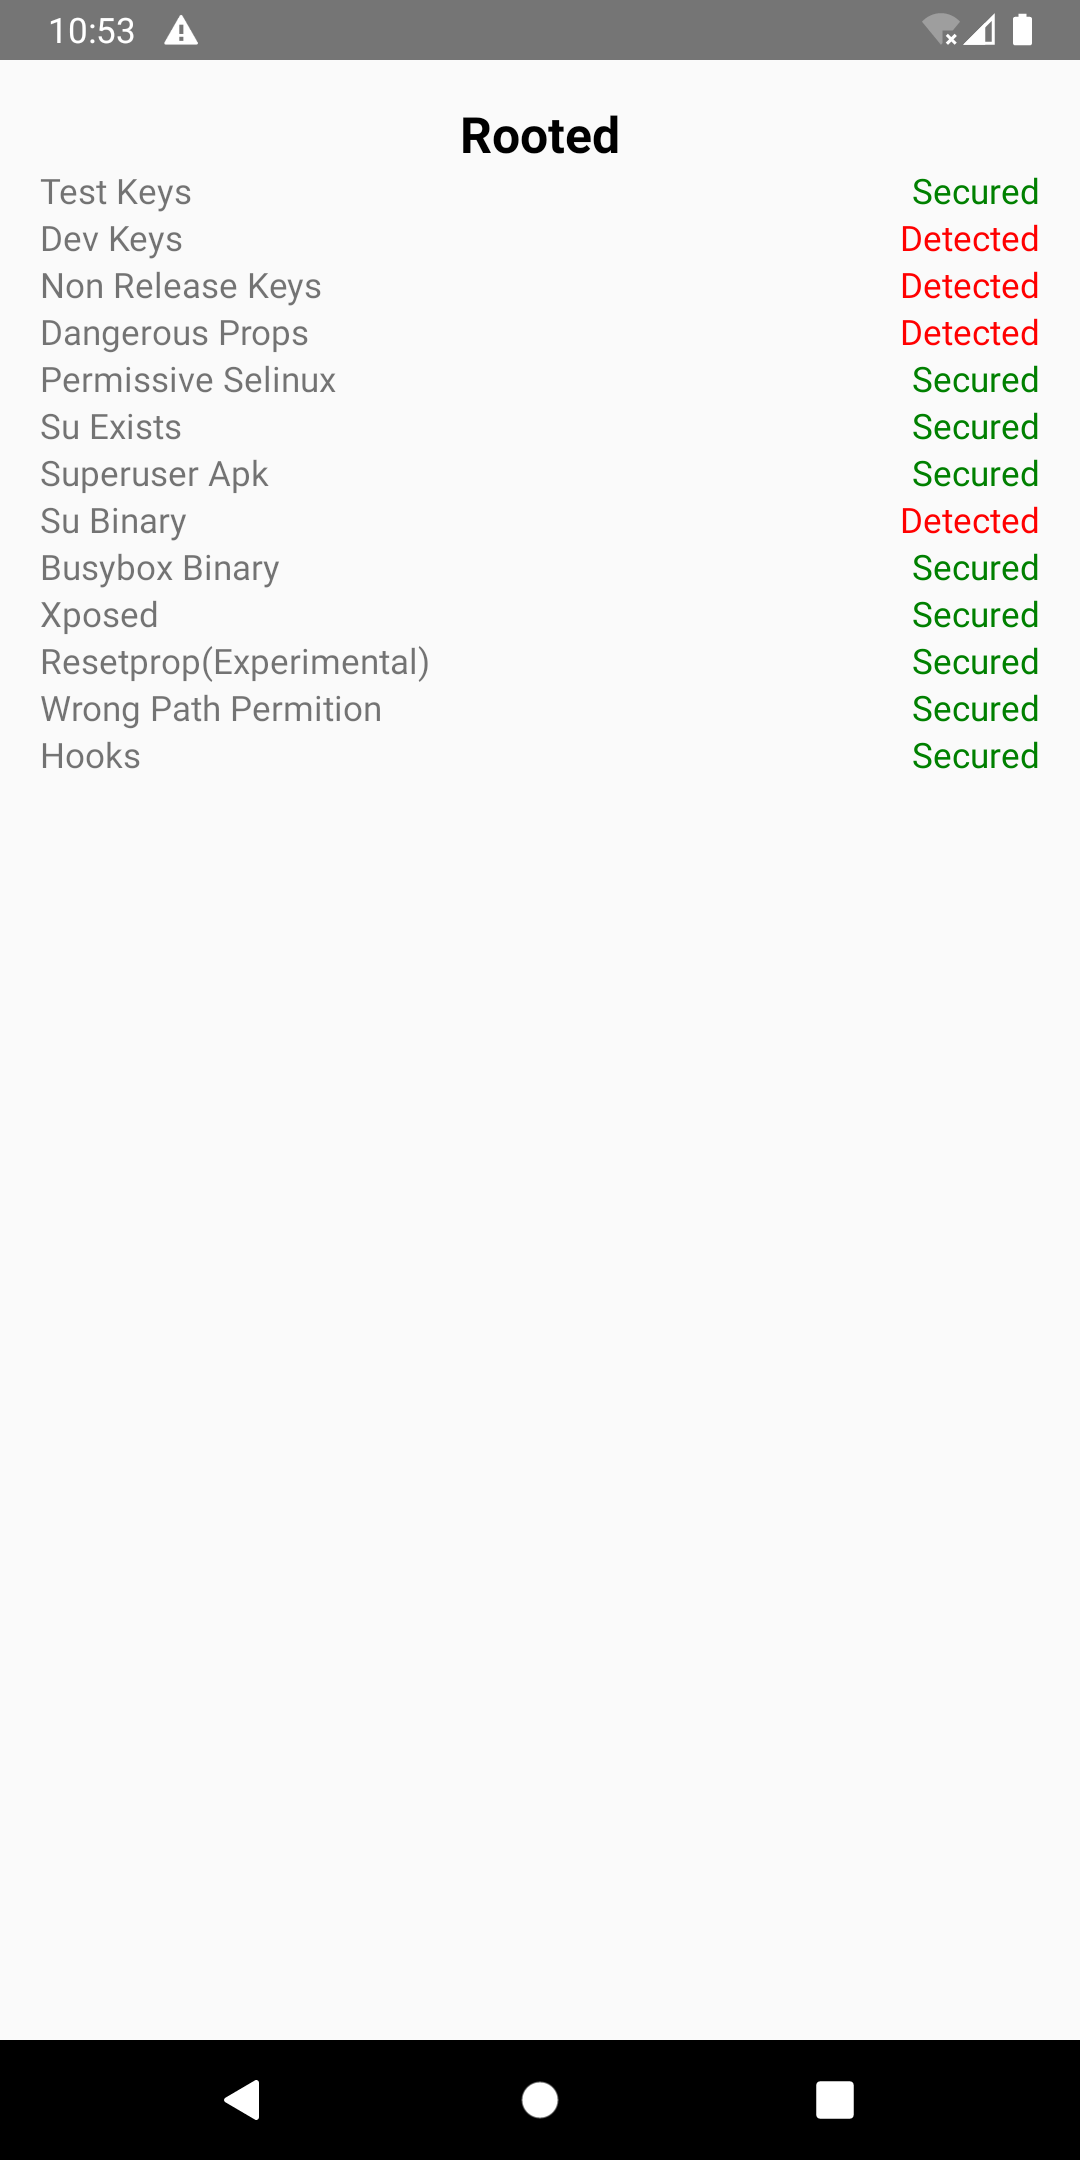 10:53
Rooted
Test Keys Secured
Dev Keys Detected
Non Release Keys Detected
Dangerous Props Detected
Permissive Selinux Secured
Su Exists Secured
Superuser Apk Secured
Su Binary Detected
Busybox Binary Secured
Xposed Secured
Resetprop(Experimental) Secured
Wrong Path Permition Secured
Hooks Secured